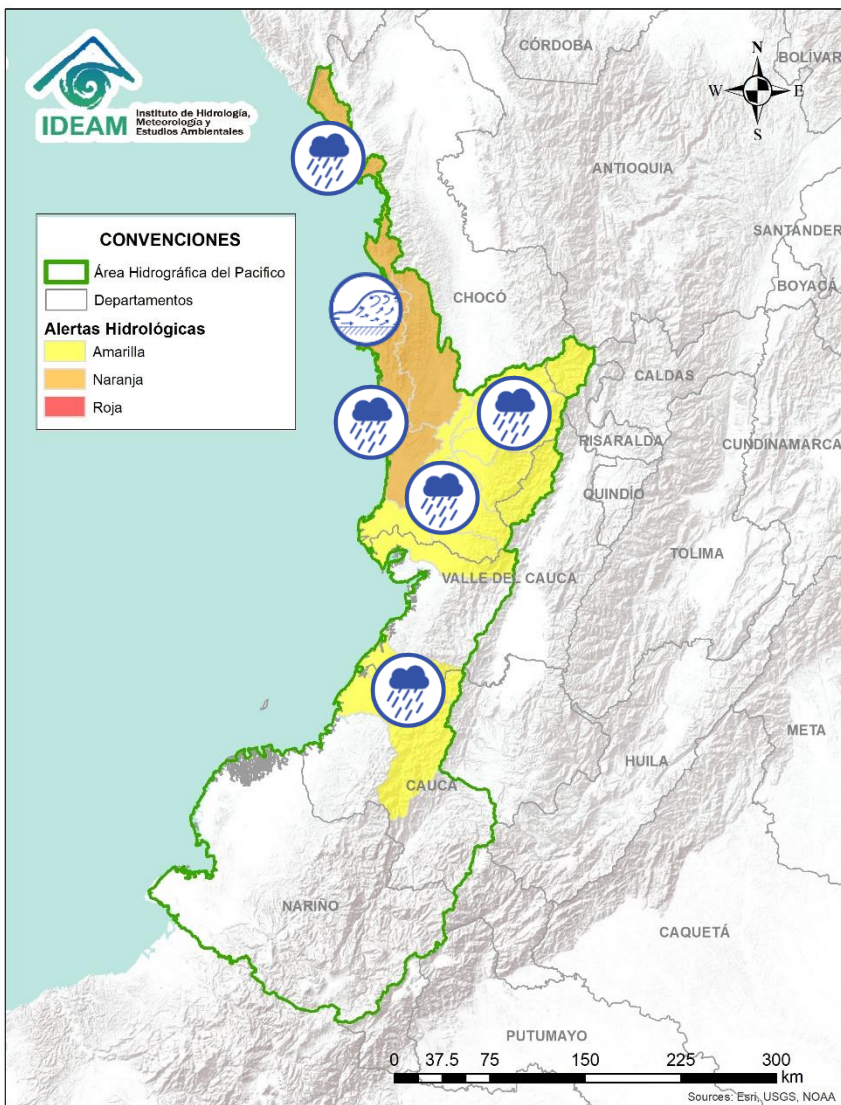 IDEAM
Instituto de Hidrología,
Meteorología y
Estudios Ambientales
CÓRDOBA
BOLÍVAR
N
W
E
S
ANTIOQUIA
SANTANDER
BOYACÁ
CONVENCIONES
Área Hidrográfica del Pacifico
Departamentos
Alertas Hidrológicas
Amarilla
Naranja
Roja
CHOCÓ
CALDAS
RISARALDA
CUNDINAMARCA
QUINDÍO
TOLIMA
VALLE DEL CAUCA
META
HUILA
CAUCA
NARIÑO
CAQUETÁ
PUTUMAYO
0 37.5 75 150 225 300
km
Sources: Esri, USGS, NOAA